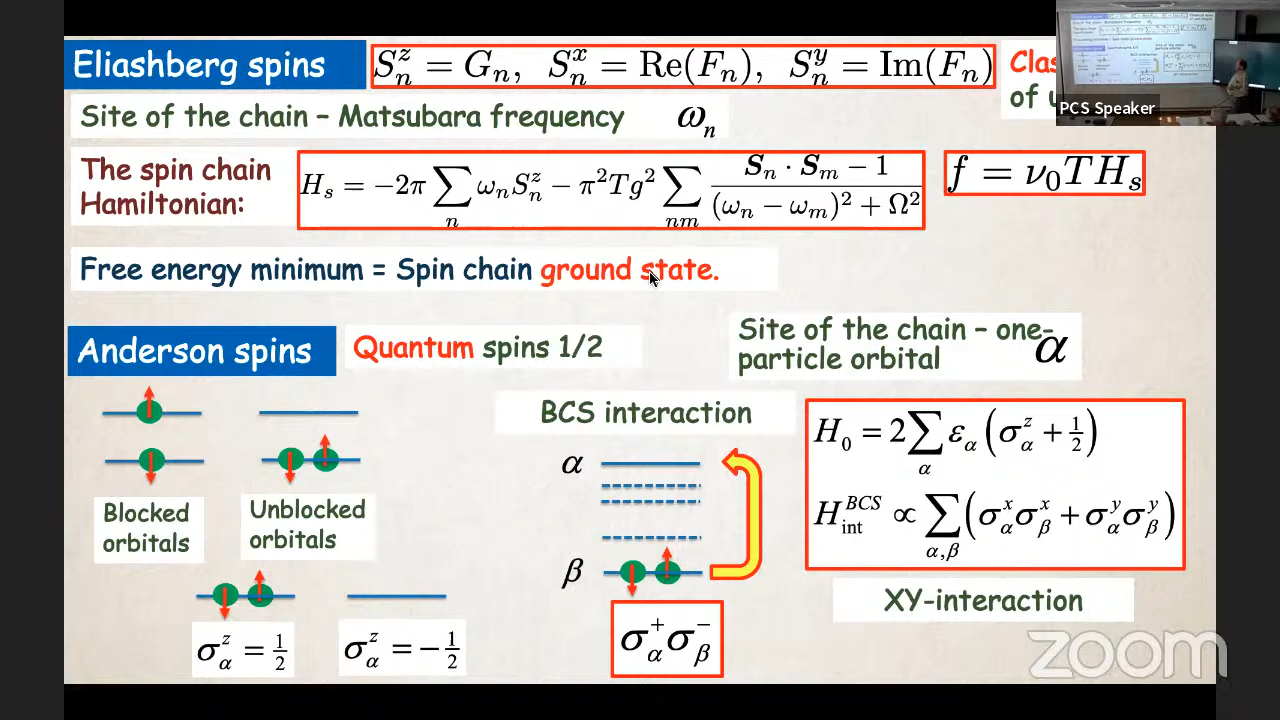 Eliashberg spins
S_n^z = G_n, S_n^x = Re(F_n), S_n^y = Im(F_n)
Clas
of u
PCS Speaker
Site of the chain – Matsubara frequency ω_n
The spin chain
Hamiltonian:
H_s = −2π ∑_n ω_n S_n^z − π²Tg² ∑_{nm} (S_n · S_m − 1) / ((ω_n − ω_m)² + Ω²)
f = ν_0 T H_s
Free energy minimum = Spin chain ground state.
Anderson spins
Quantum spins 1/2
Site of the chain – one-
particle orbital α
Blocked
orbitals
Unblocked
orbitals
σ_α^z = 1/2
σ_α^z = −1/2
BCS interaction
α
β
σ_α^+ σ_β^−
H_0 = 2 ∑_α ε_α (σ_α^z + 1/2)
H_int^BCS ∝ ∑_{α,β} (σ_α^x σ_β^x + σ_α^y σ_β^y)
XY-interaction
zoom